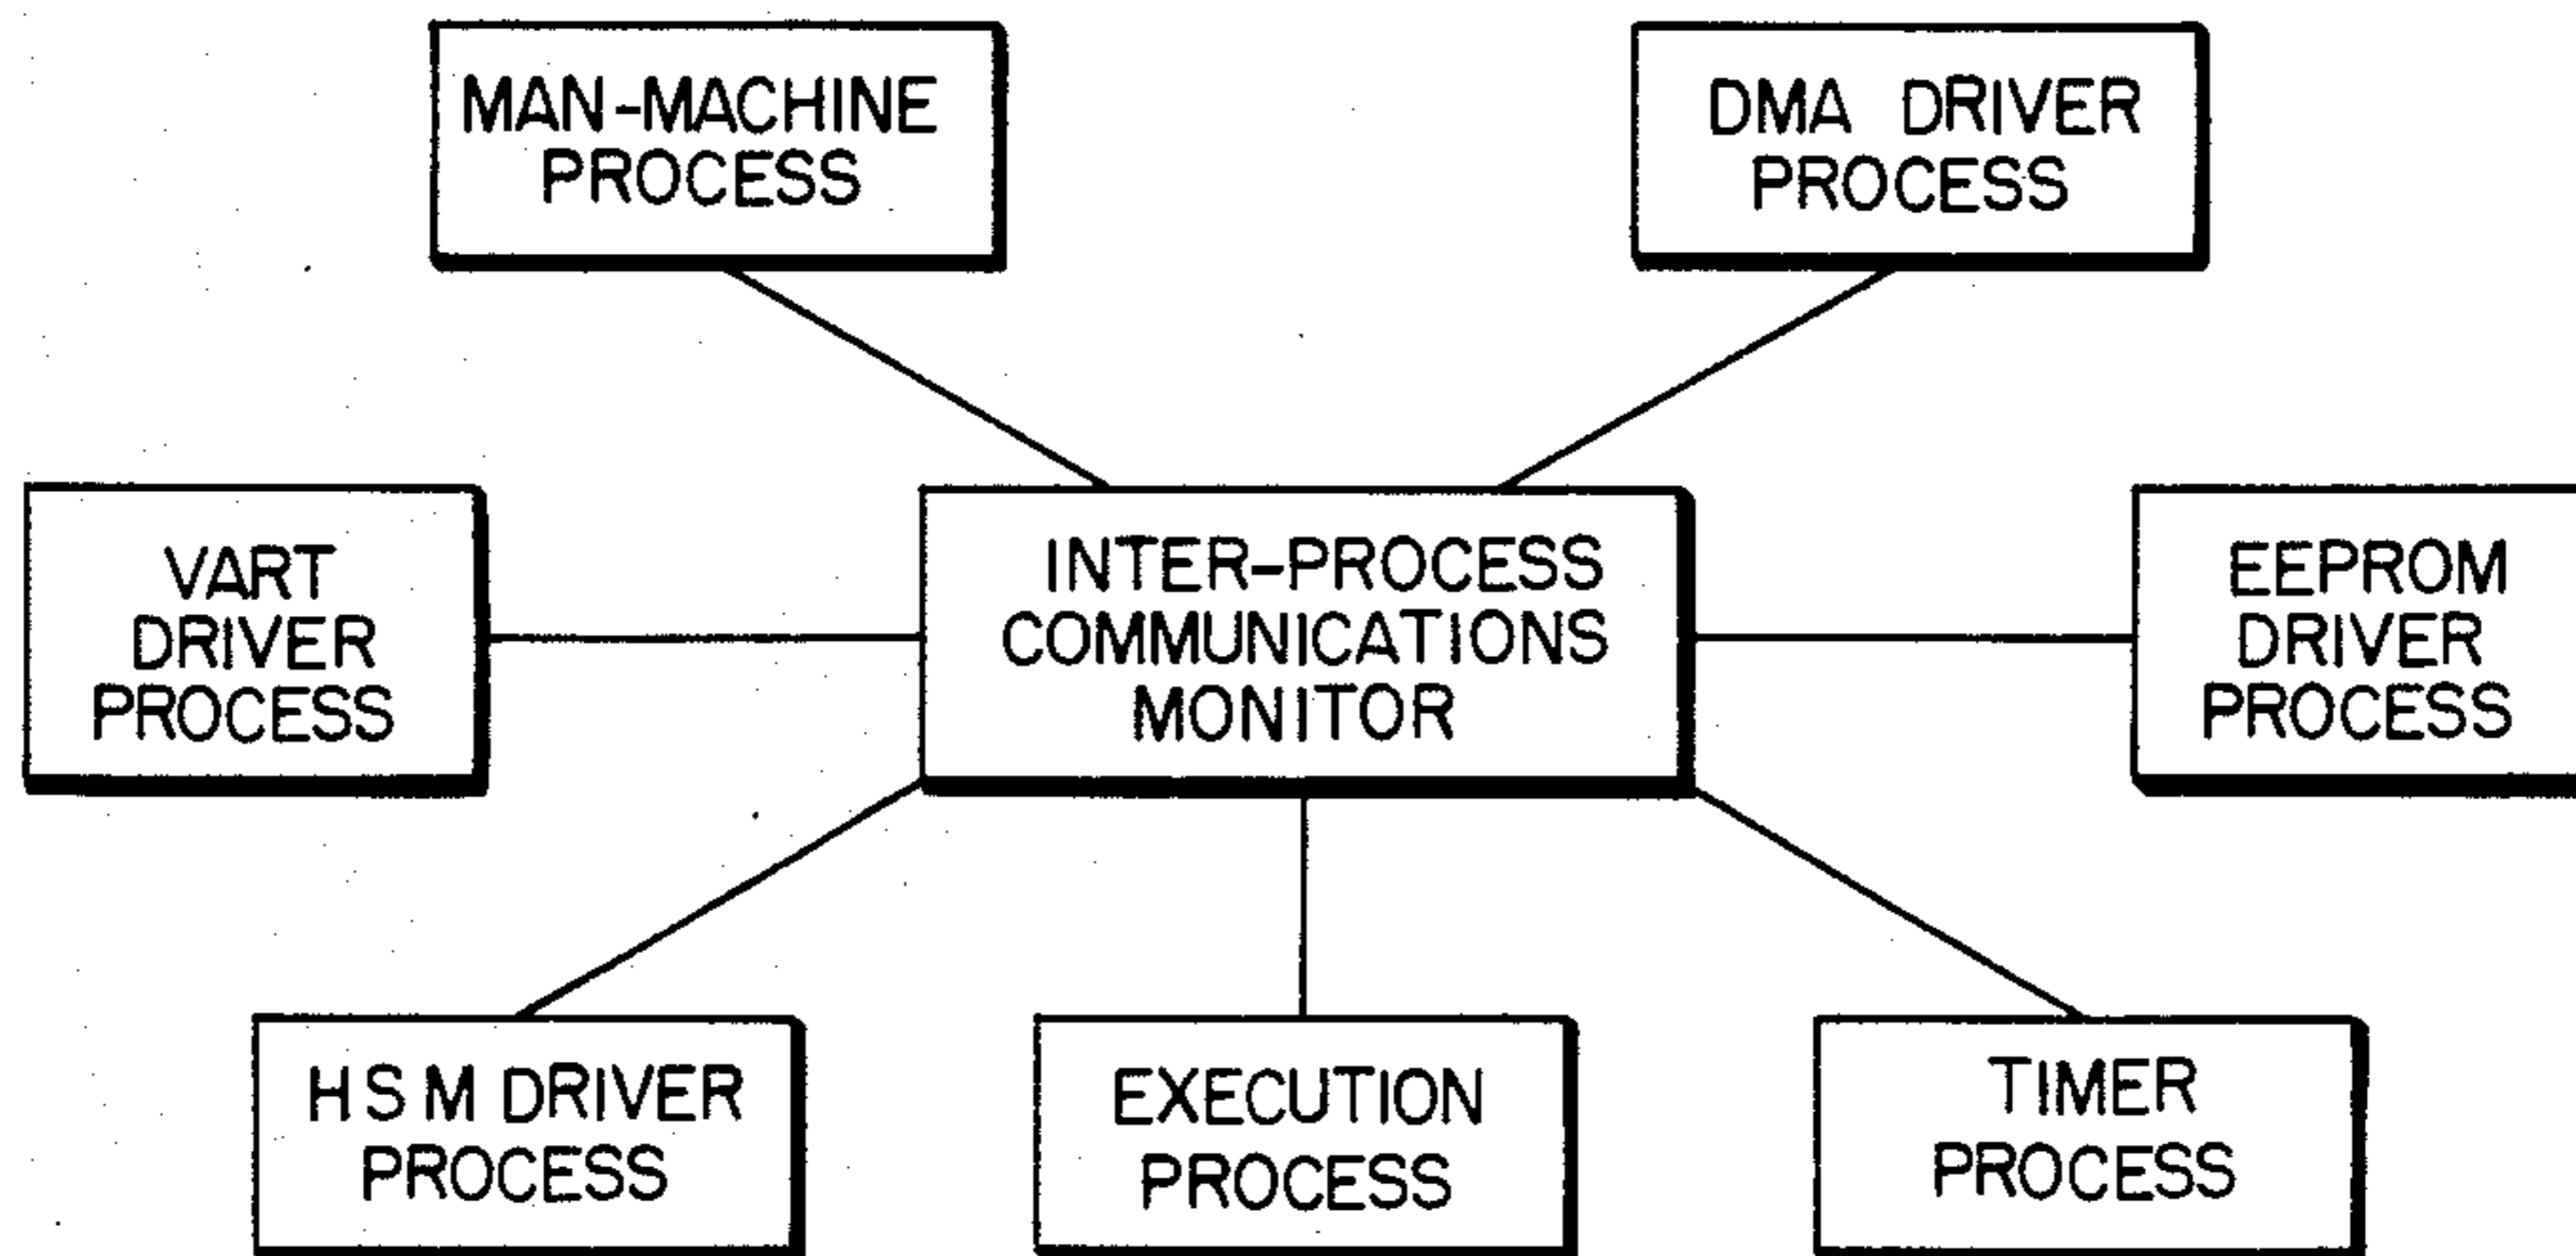 MAN-MACHINE
PROCESS
DMA DRIVER
PROCESS
VART
DRIVER
PROCESS
INTER-PROCESS
COMMUNICATIONS
MONITOR
EEPROM
DRIVER
PROCESS
HSM DRIVER
PROCESS
EXECUTION
PROCESS
TIMER
PROCESS